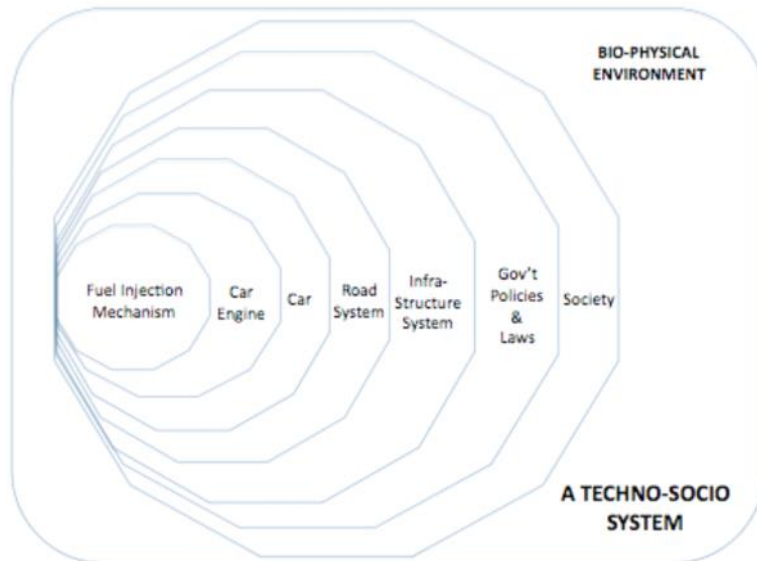 BIO-PHYSICAL
ENVIRONMENT
Fuel Injection
Mechanism
Car
Engine
Car
Road
System
Infra-
Structure
System
Gov't
Policies
&
Laws
Society
A TECHNO-SOCIO
SYSTEM